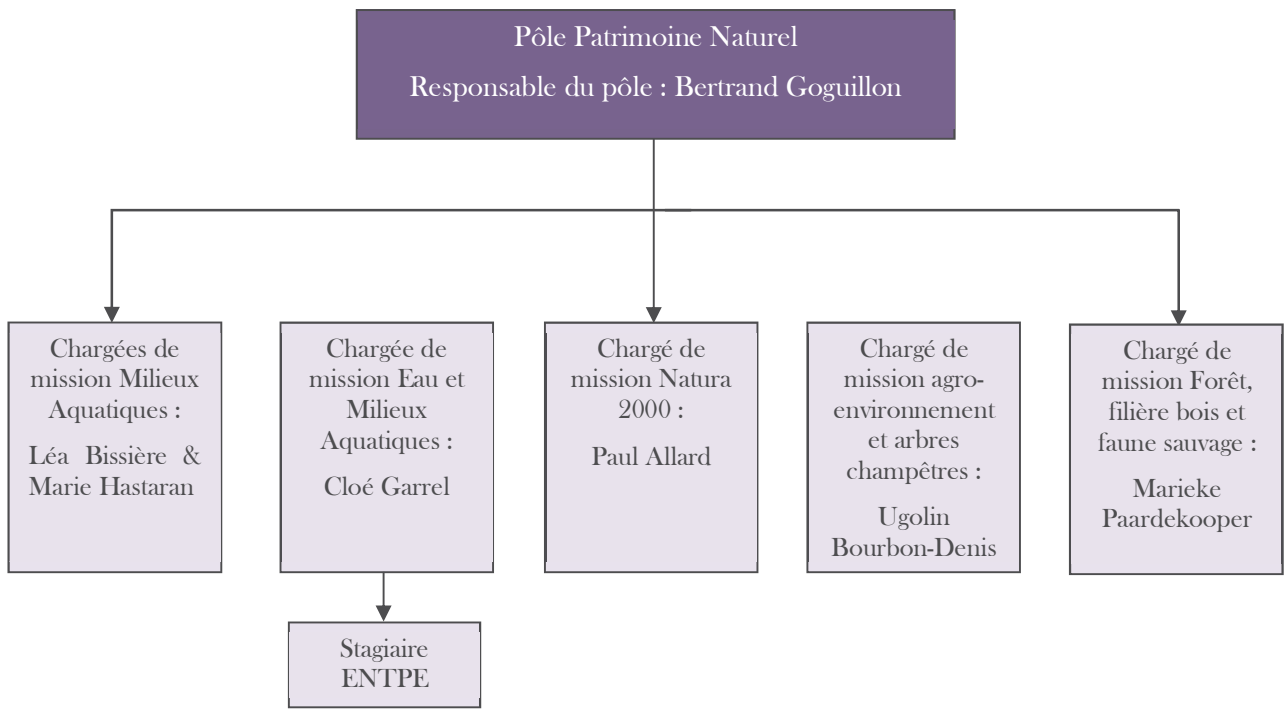 Pôle Patrimoine Naturel
Responsable du pôle : Bertrand Goguillon
Chargées de
mission Milieux
Aquatiques :
Léa Bissière &
Marie Hastaran
Chargée de
mission Eau et
Milieux
Aquatiques :
Cloé Garrel
Chargé de
mission Natura
2000 :
Paul Allard
Chargé de
mission agro-
environnement
et arbres
champêtres :
Ugolin
Bourbon-Denis
Chargé de
mission Forêt,
filière bois et
faune sauvage :
Marieke
Paardekooper
Stagiaire
ENTPE